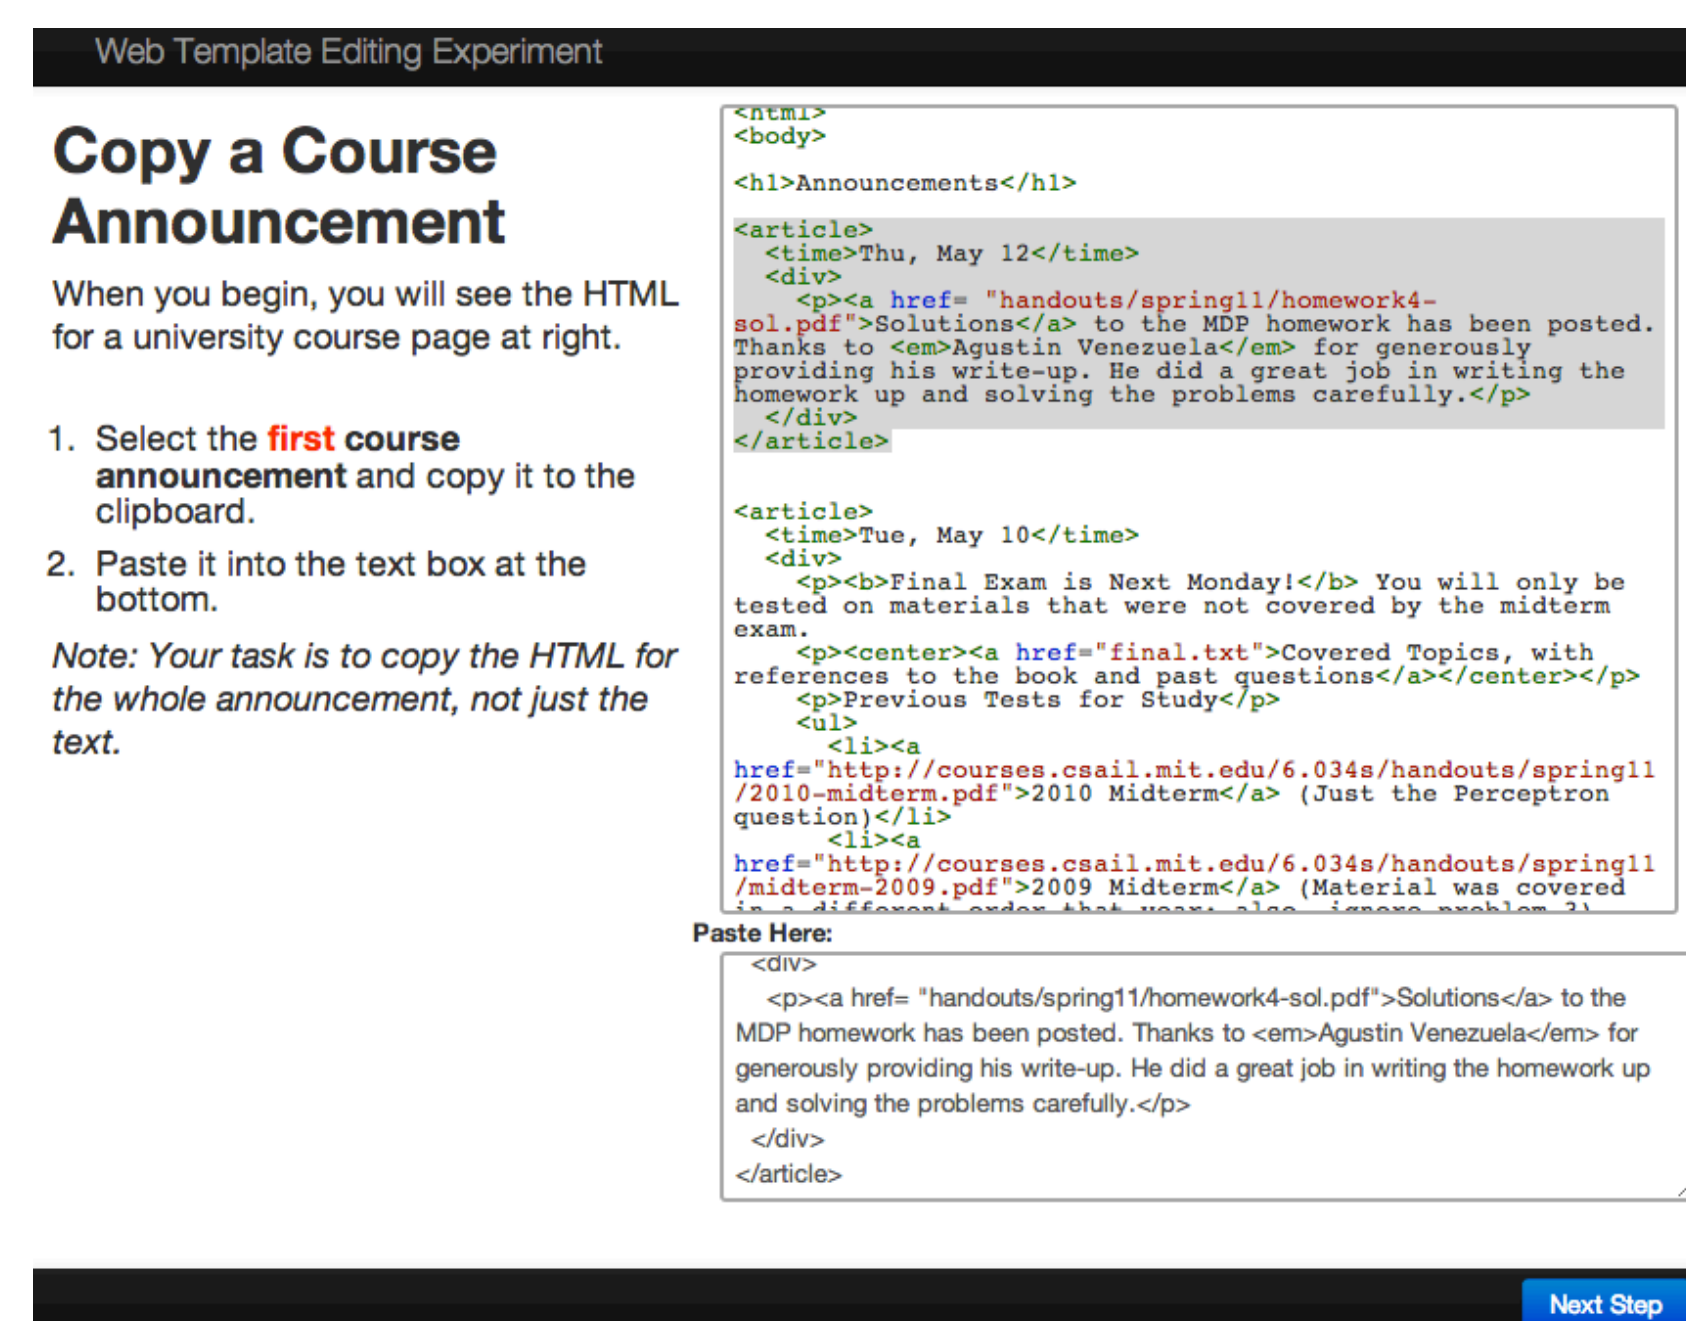 Web Template Editing Experiment
Copy a Course
Announcement
When you begin, you will see the HTML
for a university course page at right.
1. Select the first course
announcement and copy it to the
clipboard.
2. Paste it into the text box at the
bottom.
Note: Your task is to copy the HTML for
the whole announcement, not just the
text.
<html>
<body>
<h1>Announcements</h1>
<article>
  <time>Thu, May 12</time>
  <div>
    <p><a href= "handouts/spring11/homework4-
sol.pdf">Solutions</a> to the MDP homework has been posted.
Thanks to <em>Agustin Venezuela</em> for generously
providing his write-up. He did a great job in writing the
homework up and solving the problems carefully.</p>
  </div>
</article>
<article>
  <time>Tue, May 10</time>
  <div>
    <p><b>Final Exam is Next Monday!</b> You will only be
tested on materials that were not covered by the midterm
exam.
    <p><center><a href="final.txt">Covered Topics, with
references to the book and past questions</a></center></p>
    <p>Previous Tests for Study</p>
    <ul>
      <li><a
href="http://courses.csail.mit.edu/6.034s/handouts/spring11
/2010-midterm.pdf">2010 Midterm</a> (Just the Perceptron
question)</li>
      <li><a
href="http://courses.csail.mit.edu/6.034s/handouts/spring11
/midterm-2009.pdf">2009 Midterm</a> (Material was covered
in a different order that year; also, ignore problem 3)
Paste Here:
  <div>
    <p><a href= "handouts/spring11/homework4-sol.pdf">Solutions</a> to the
MDP homework has been posted. Thanks to <em>Agustin Venezuela</em> for
generously providing his write-up. He did a great job in writing the homework up
and solving the problems carefully.</p>
  </div>
</article>
Next Step